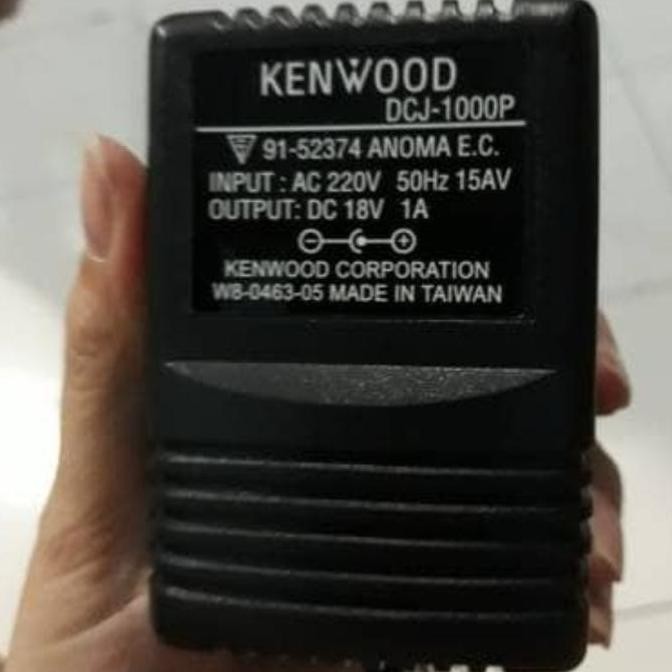 KENWOOD
DCJ-1000P
91-52374 ANOMA E.C.
INPUT : AC 220V 50Hz 15AV
OUTPUT: DC 18V 1A
KENWOOD CORPORATION
W8-0463-05 MADE IN TAIWAN